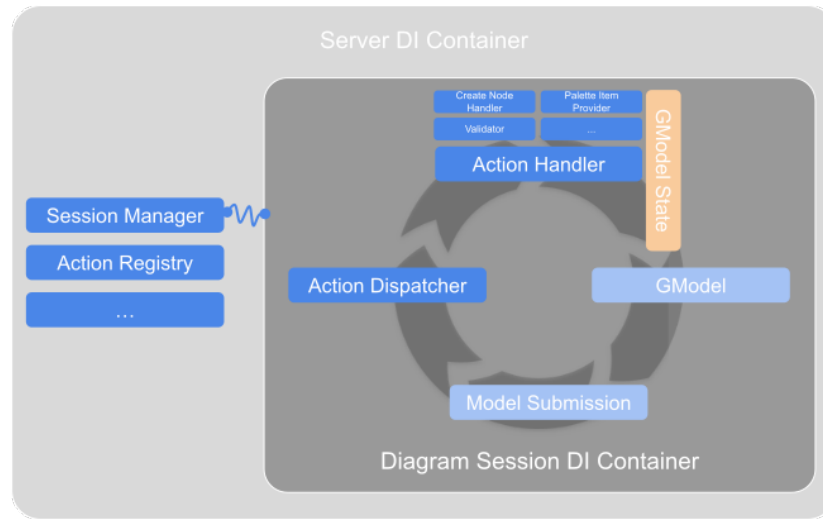 Server DI Container
Create Node
Handler
Palette Item
Provider
Validator
...
Action Handler
GModel State
Session Manager
Action Registry
...
Action Dispatcher
GModel
Model Submission
Diagram Session DI Container